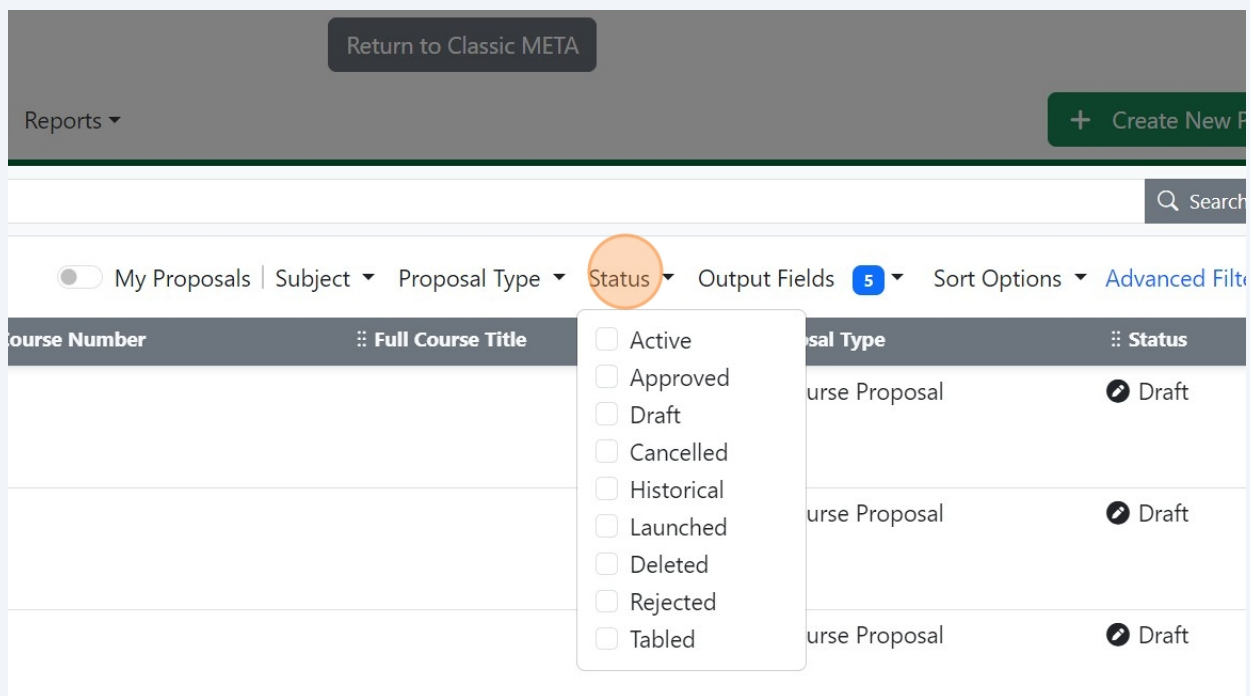 Return to Classic META
Reports
+ Create New P
Search
My Proposals | Subject Proposal Type Status Output Fields 5 Sort Options Advanced Filte
ourse Number Full Course Title osal Type Status
Active
Approved
urse Proposal Draft
Draft
Cancelled
Historical
urse Proposal Draft
Launched
Deleted
Rejected
Tabled
urse Proposal Draft